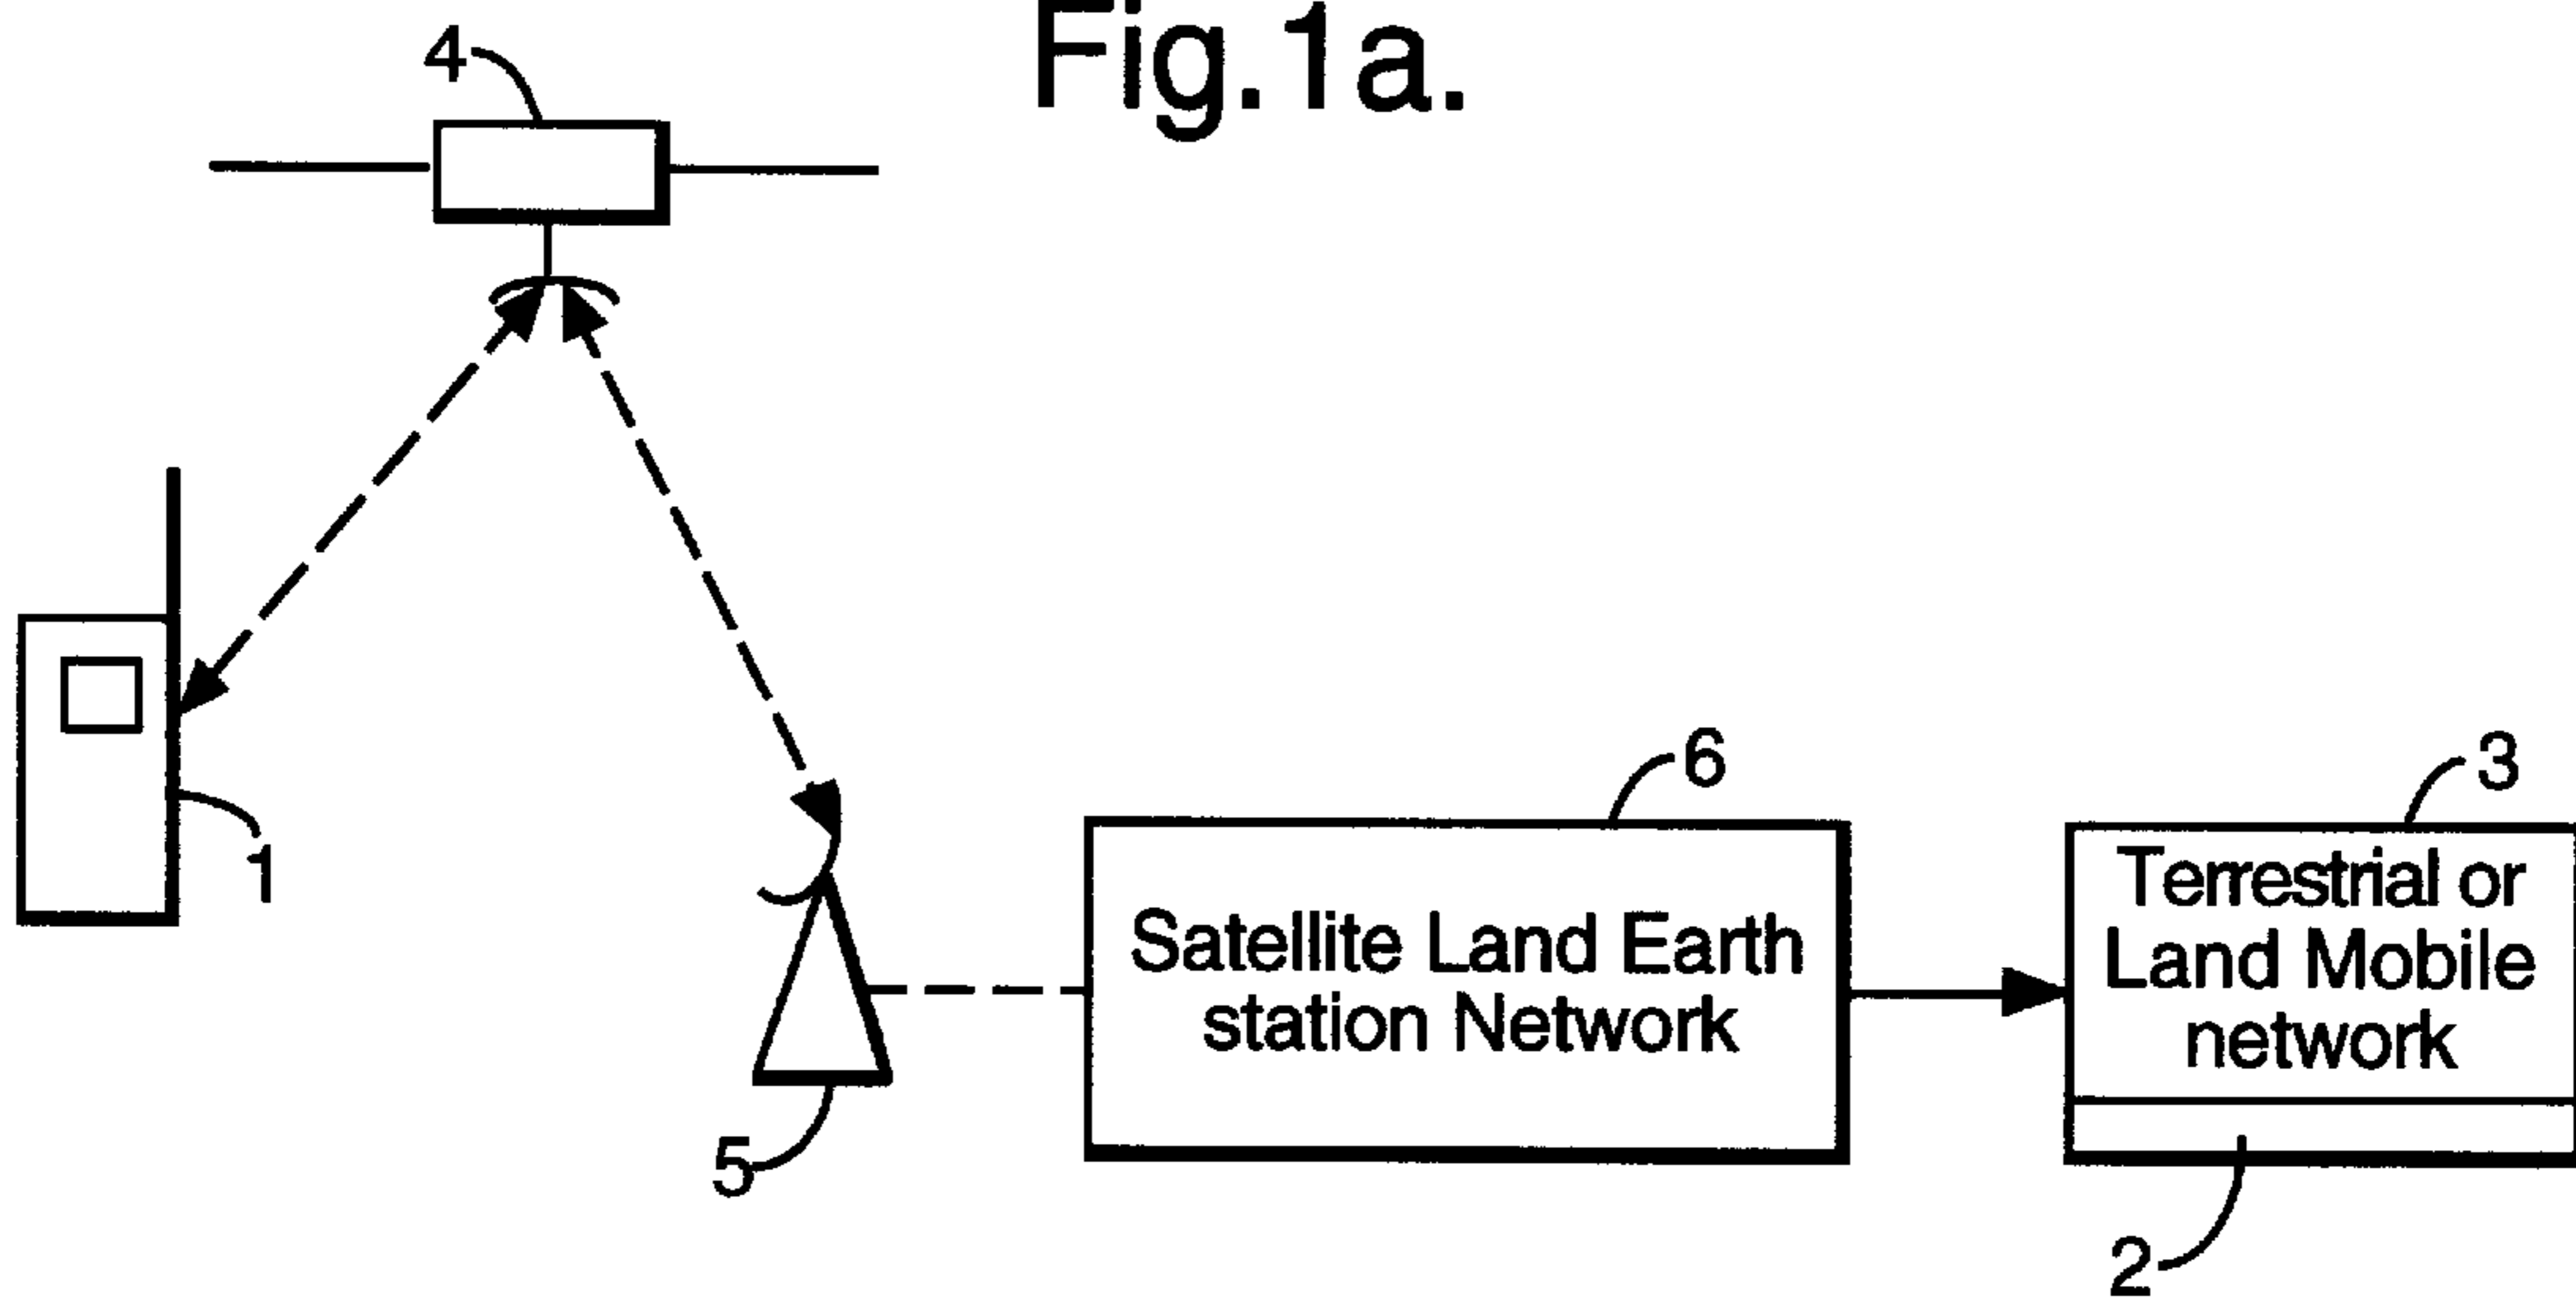 Fig.1a.
4
1
5
6
Satellite Land Earth
station Network
3
Terrestrial or
Land Mobile
network
2